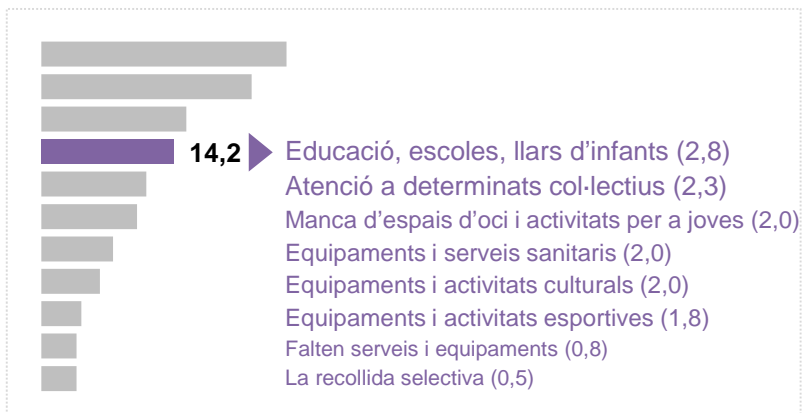 14,2 Educació, escoles, llars d’infants (2,8)
Atenció a determinats col·lectius (2,3)
Manca d’espais d’oci i activitats per a joves (2,0)
Equipaments i serveis sanitaris (2,0)
Equipaments i activitats culturals (2,0)
Equipaments i activitats esportives (1,8)
Falten serveis i equipaments (0,8)
La recollida selectiva (0,5)